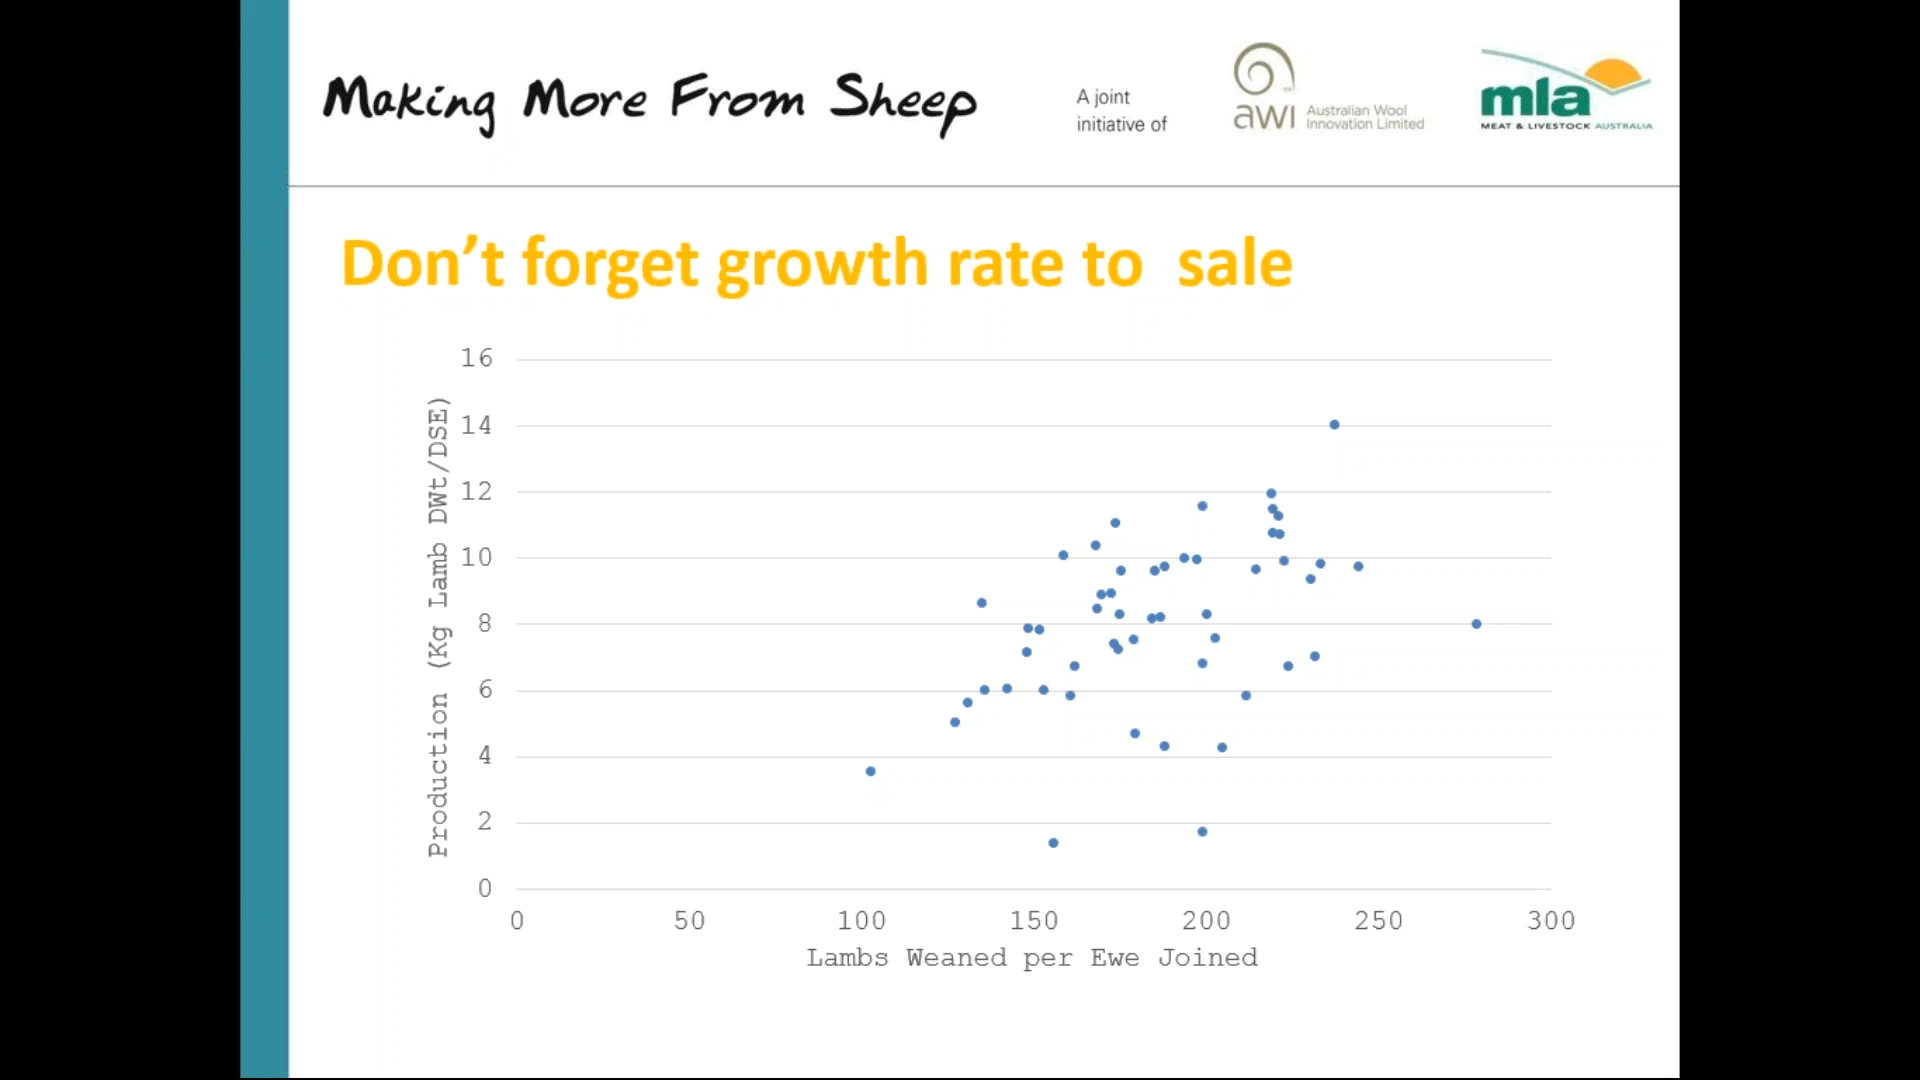 Making More From Sheep
A joint
initiative of
awi
Australian Wool
Innovation Limited
mla
MEAT & LIVESTOCK AUSTRALIA
Don’t forget growth rate to  sale
Production (Kg Lamb DWt/DSE)
16
14
12
10
8
6
4
2
0
0 50 100 150 200 250 300
Lambs Weaned per Ewe Joined